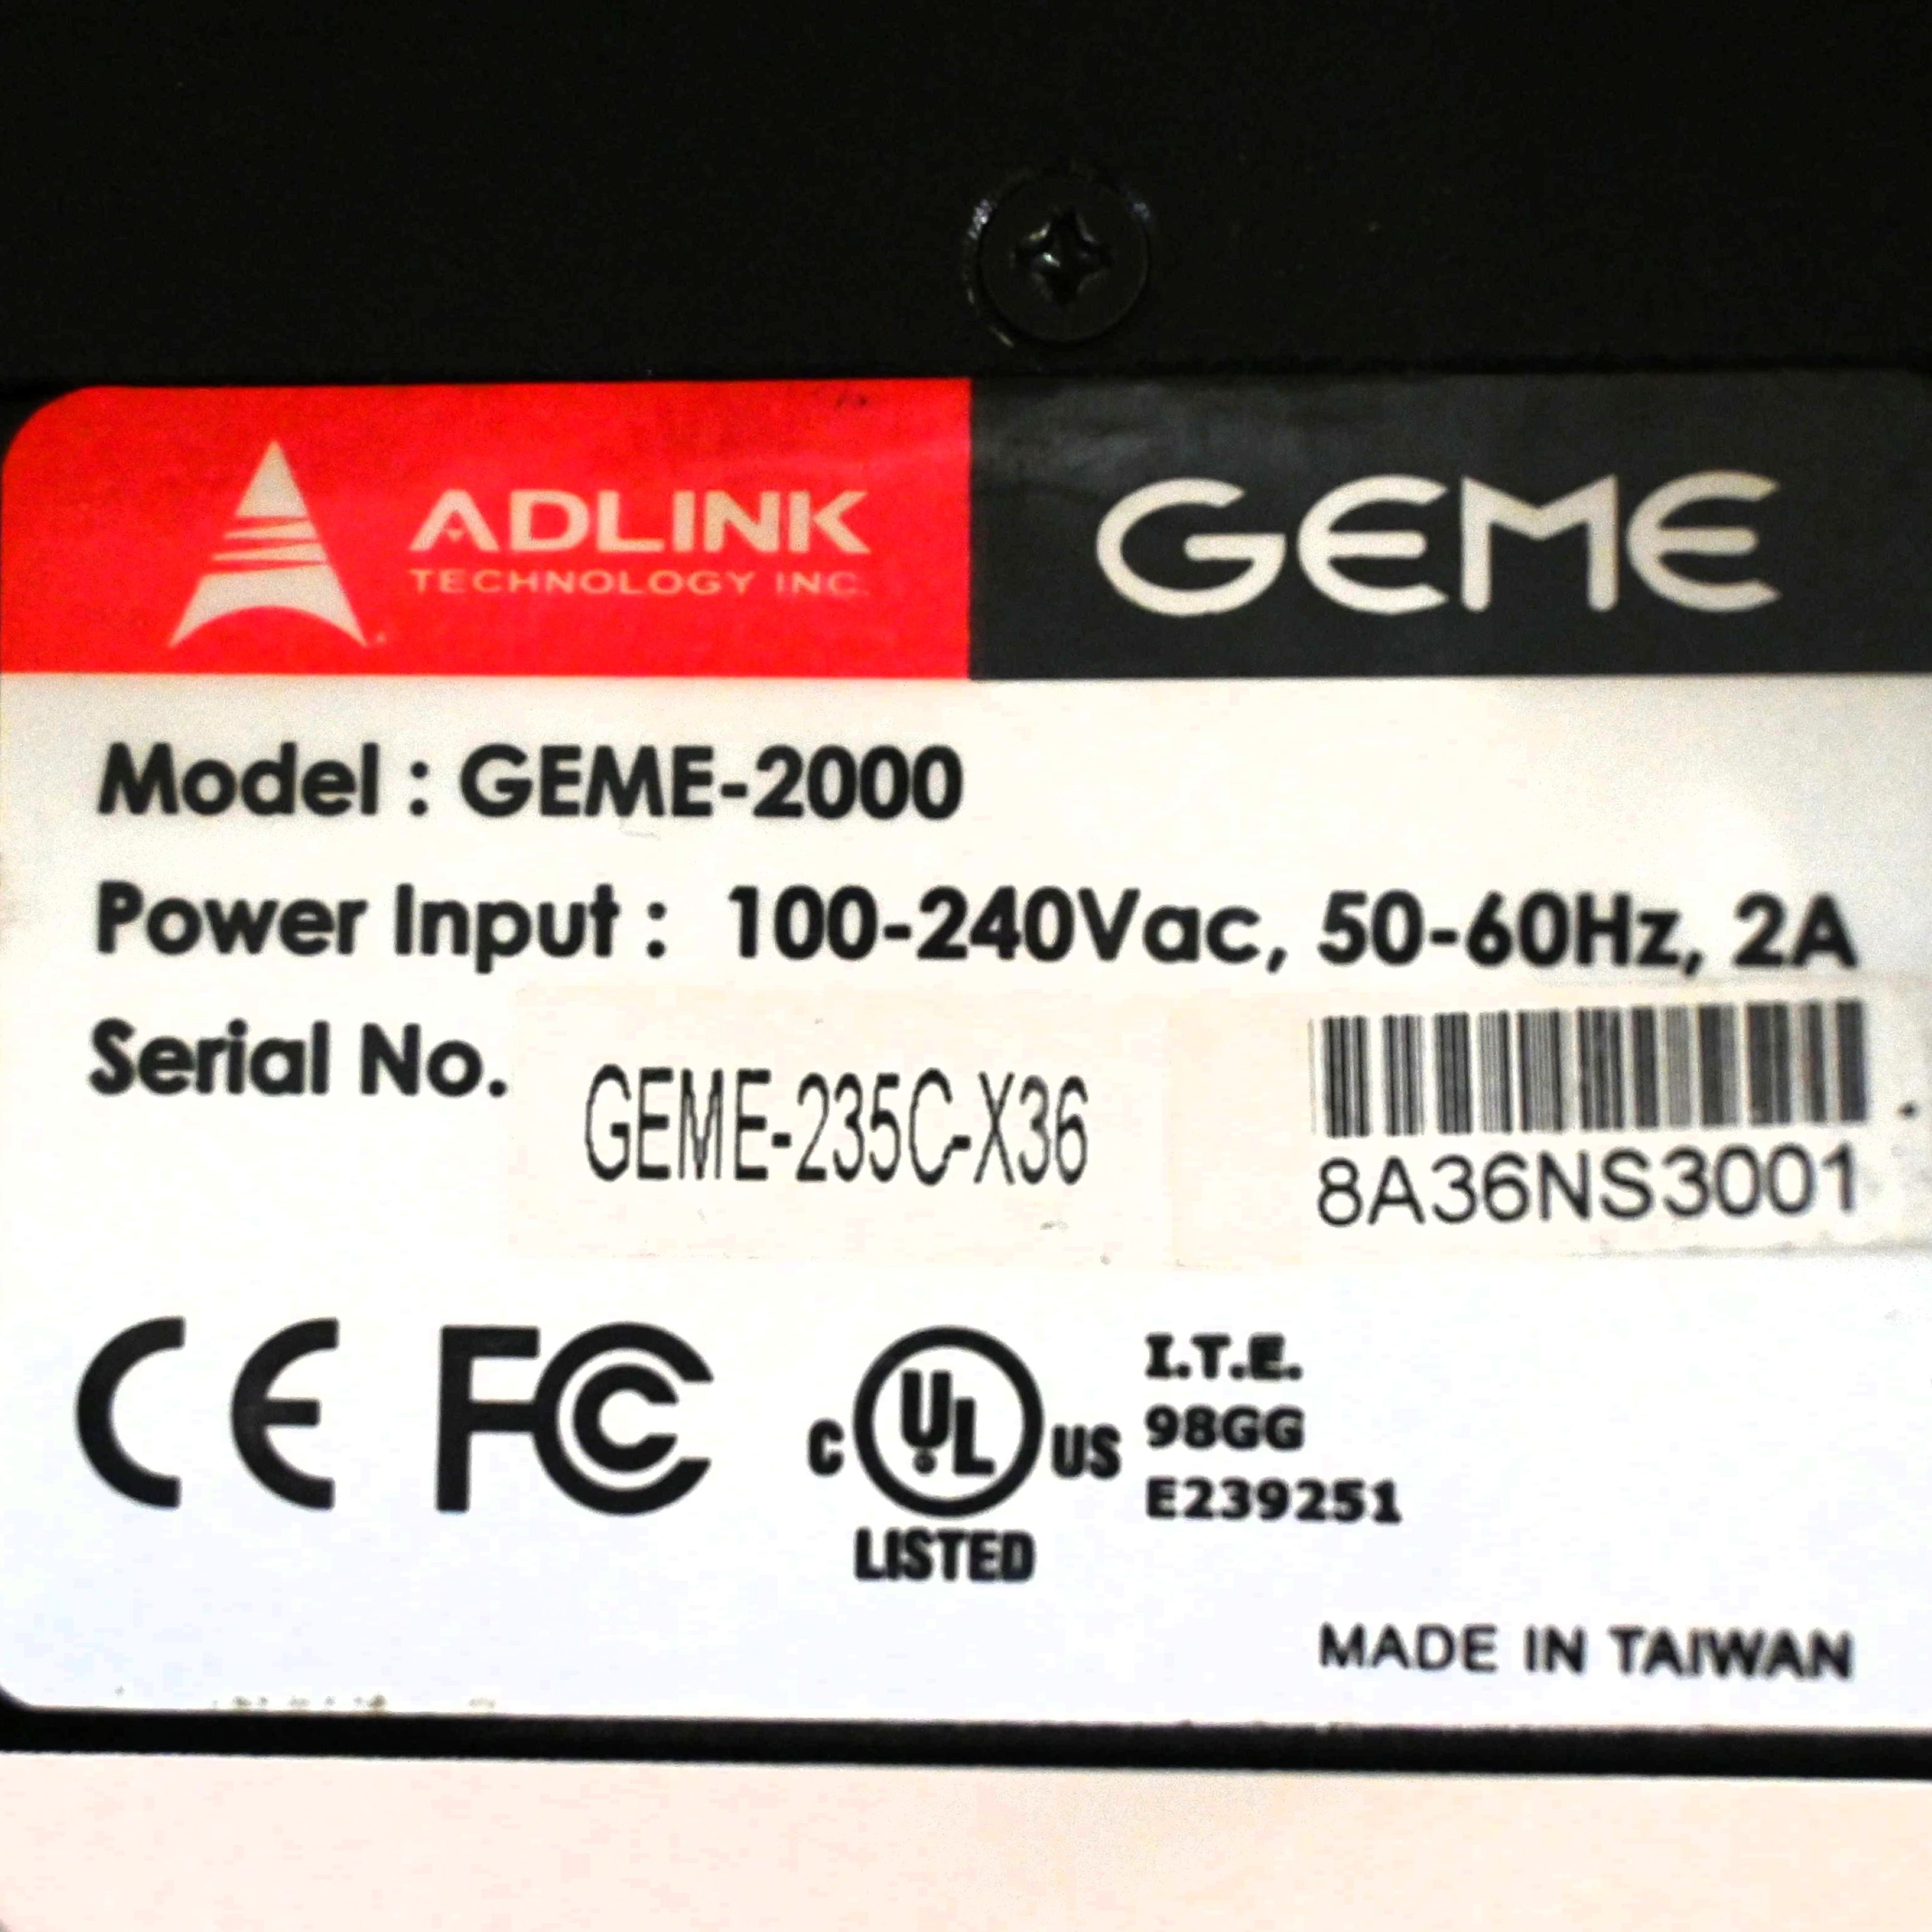 ADLINK
TECHNOLOGY INC.
GEME
Model : GEME-2000
Power Input : 100-240Vac, 50-60Hz, 2A
Serial No.
GEME-235C-X36
8A36NS3001
CE FC C UL US
LISTED
I.T.E.
98GG
E239251
MADE IN TAIWAN